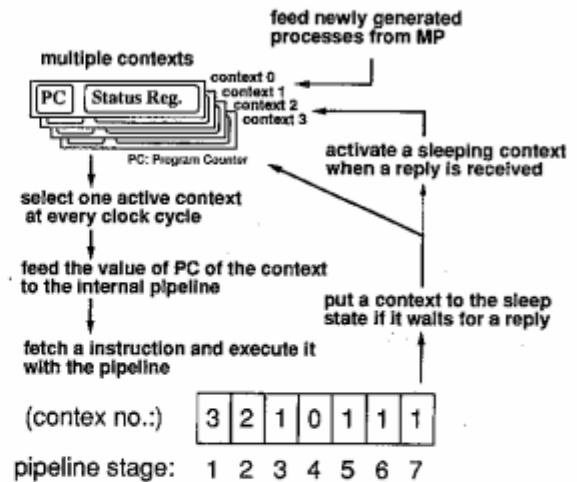 feed newly generated
processes from MP
multiple contexts
context 0
context 1
context 2
context 3
PC
Status Reg.
PC: Program Counter
activate a sleeping context
when a reply is received
select one active context
at every clock cycle
feed the value of PC of the context
to the internal pipeline
put a context to the sleep
state if it waits for a reply
fetch a instruction and execute it
with the pipeline
(contex no.:) 3 2 1 0 1 1 1
pipeline stage: 1 2 3 4 5 6 7